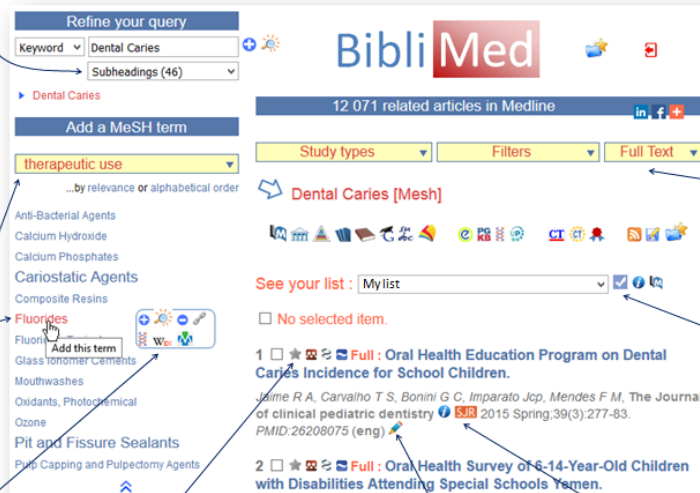 Refine your query
Keyword
Dental Caries
Subheadings (46)
Dental Caries
Add a MeSH term
therapeutic use
...by relevance or alphabetical order
Anti-Bacterial Agents
Calcium Hydroxide
Calcium Phosphates
Cariostatic Agents
Composite Resins
Fluorides
Add this term
Glass Ionomer Cements
Mouthwashes
Oxidants, Photochemical
Ozone
Pit and Fissure Sealants
Pulp Capping and Pulpectomy Agents
BibliMed
12 071 related articles in Medline
in f +
Study types
Filters
Full Text
Dental Caries [Mesh]
PG
KB
CT
CT
See your list :
My list
No selected item.
1 Full : Oral Health Education Program on Dental
Caries Incidence for School Children.
Jaime R A, Carvalho T S, Bonini G C, Imparato Jcp, Mendes F M, The Journal
of clinical pediatric dentistry SJR 2015 Spring;39(3):277-83.
PMID:26208075 (eng)
2 Full : Oral Health Survey of 6-14-Year-Old Children
with Disabilities Attending Special Schools Yemen.